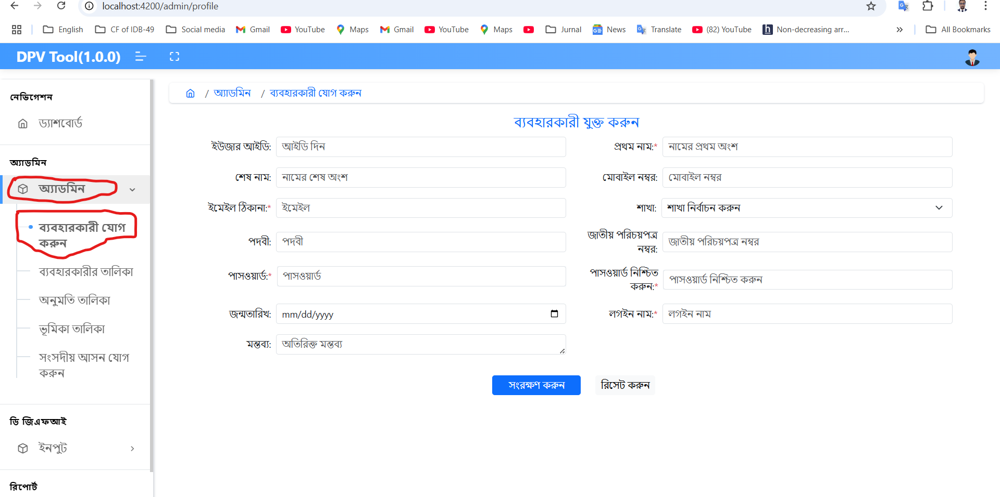 localhost:4200/admin/profile
English CF of IDB-49 Social media Gmail YouTube Maps Gmail YouTube Maps Jurnal News Translate (82) YouTube Non-decreasing arr... » All Bookmarks
DPV Tool(1.0.0)
নেভিগেশন
ড্যাশবোর্ড
অ্যাডমিন
অ্যাডমিন
ব্যবহারকারী যোগ
করুন
ব্যবহারকারীর তালিকা
অনুমতি তালিকা
ভূমিকা তালিকা
সংসদীয় আসন যোগ
করুন
ডি জিএফআই
ইনপুট
রিপোর্ট
/ অ্যাডমিন / ব্যবহারকারী যোগ করুন
ব্যবহারকারী যুক্ত করুন
ইউজার আইডি: আইডি দিন
প্রথম নাম:* নামের প্রথম অংশ
শেষ নাম: নামের শেষ অংশ
মোবাইল নম্বর: মোবাইল নম্বর
ইমেইল ঠিকানা:* ইমেইল
শাখা: শাখা নির্বাচন করুন
পদবী: পদবী
জাতীয় পরিচয়পত্র
নম্বর: জাতীয় পরিচয়পত্র নম্বর
পাসওয়ার্ড:* পাসওয়ার্ড
পাসওয়ার্ড নিশ্চিত
করুন:* পাসওয়ার্ড নিশ্চিত করুন
জন্মতারিখ: mm/dd/yyyy
লগইন নাম:* লগইন নাম
মন্তব্য: অতিরিক্ত মন্তব্য
সংরক্ষণ করুন রিসেট করুন